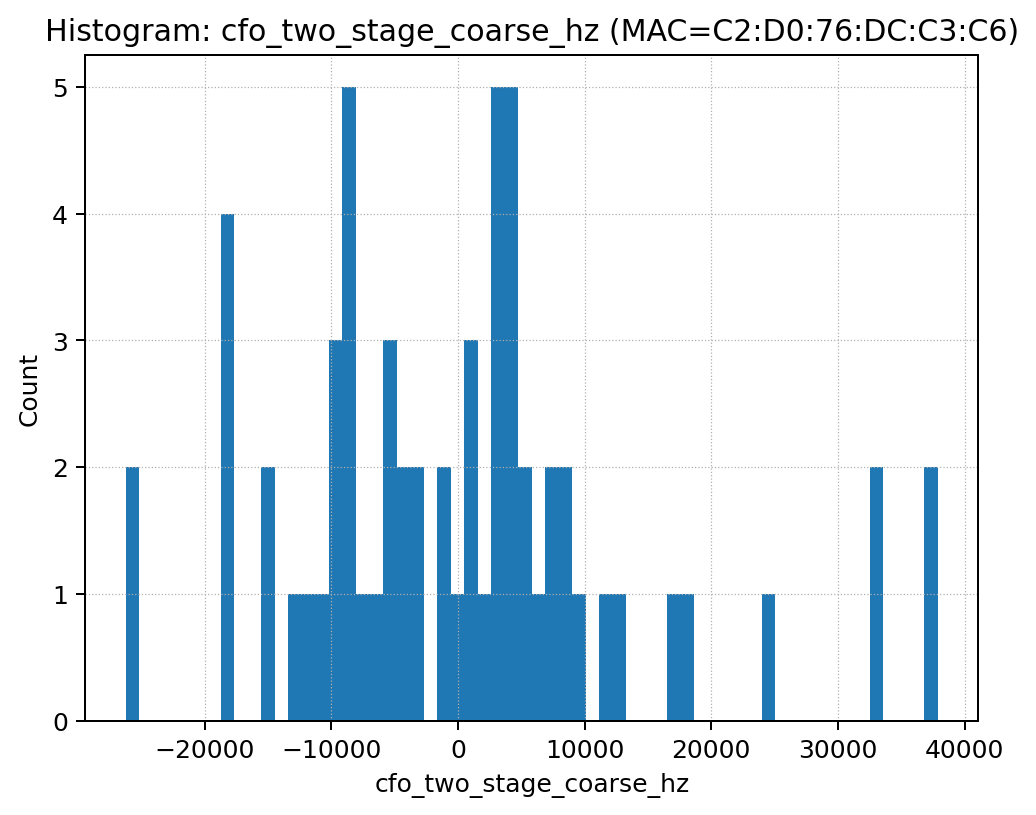 Histogram: cfo_two_stage_coarse_hz (MAC=C2:D0:76:DC:C3:C6)
5
4
3
2
1
0
Count
−20000 −10000 0 10000 20000 30000 40000
cfo_two_stage_coarse_hz